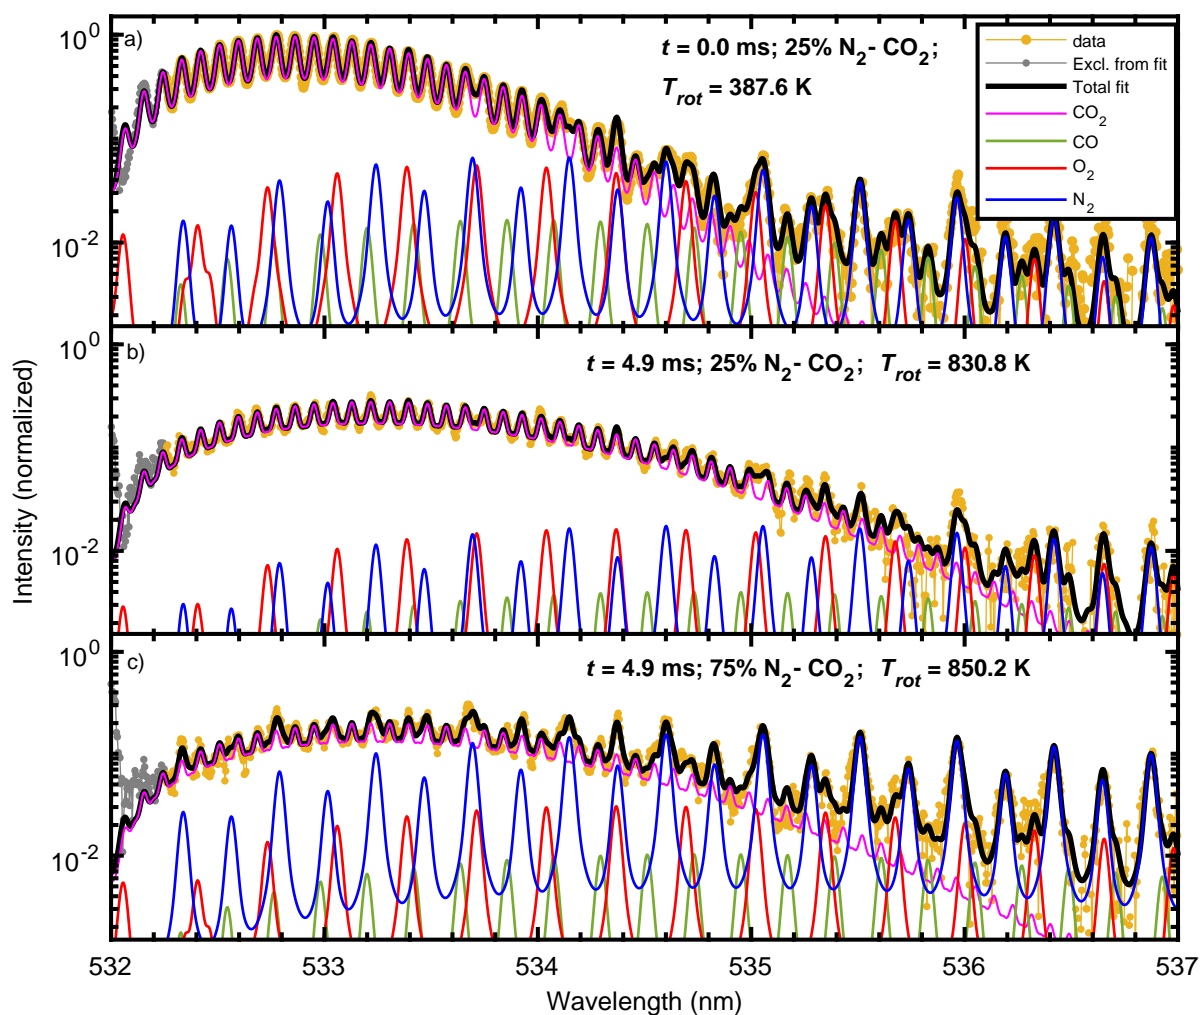 a)
t = 0.0 ms; 25% N2- CO2;
Trot = 387.6 K
data
Excl. from fit
Total fit
CO2
CO
O2
N2
10^0
10^-2
b)
t = 4.9 ms; 25% N2- CO2; Trot = 830.8 K
10^0
10^-2
c)
t = 4.9 ms; 75% N2- CO2; Trot = 850.2 K
10^0
10^-2
Intensity (normalized)
532 533 534 535 536 537
Wavelength (nm)